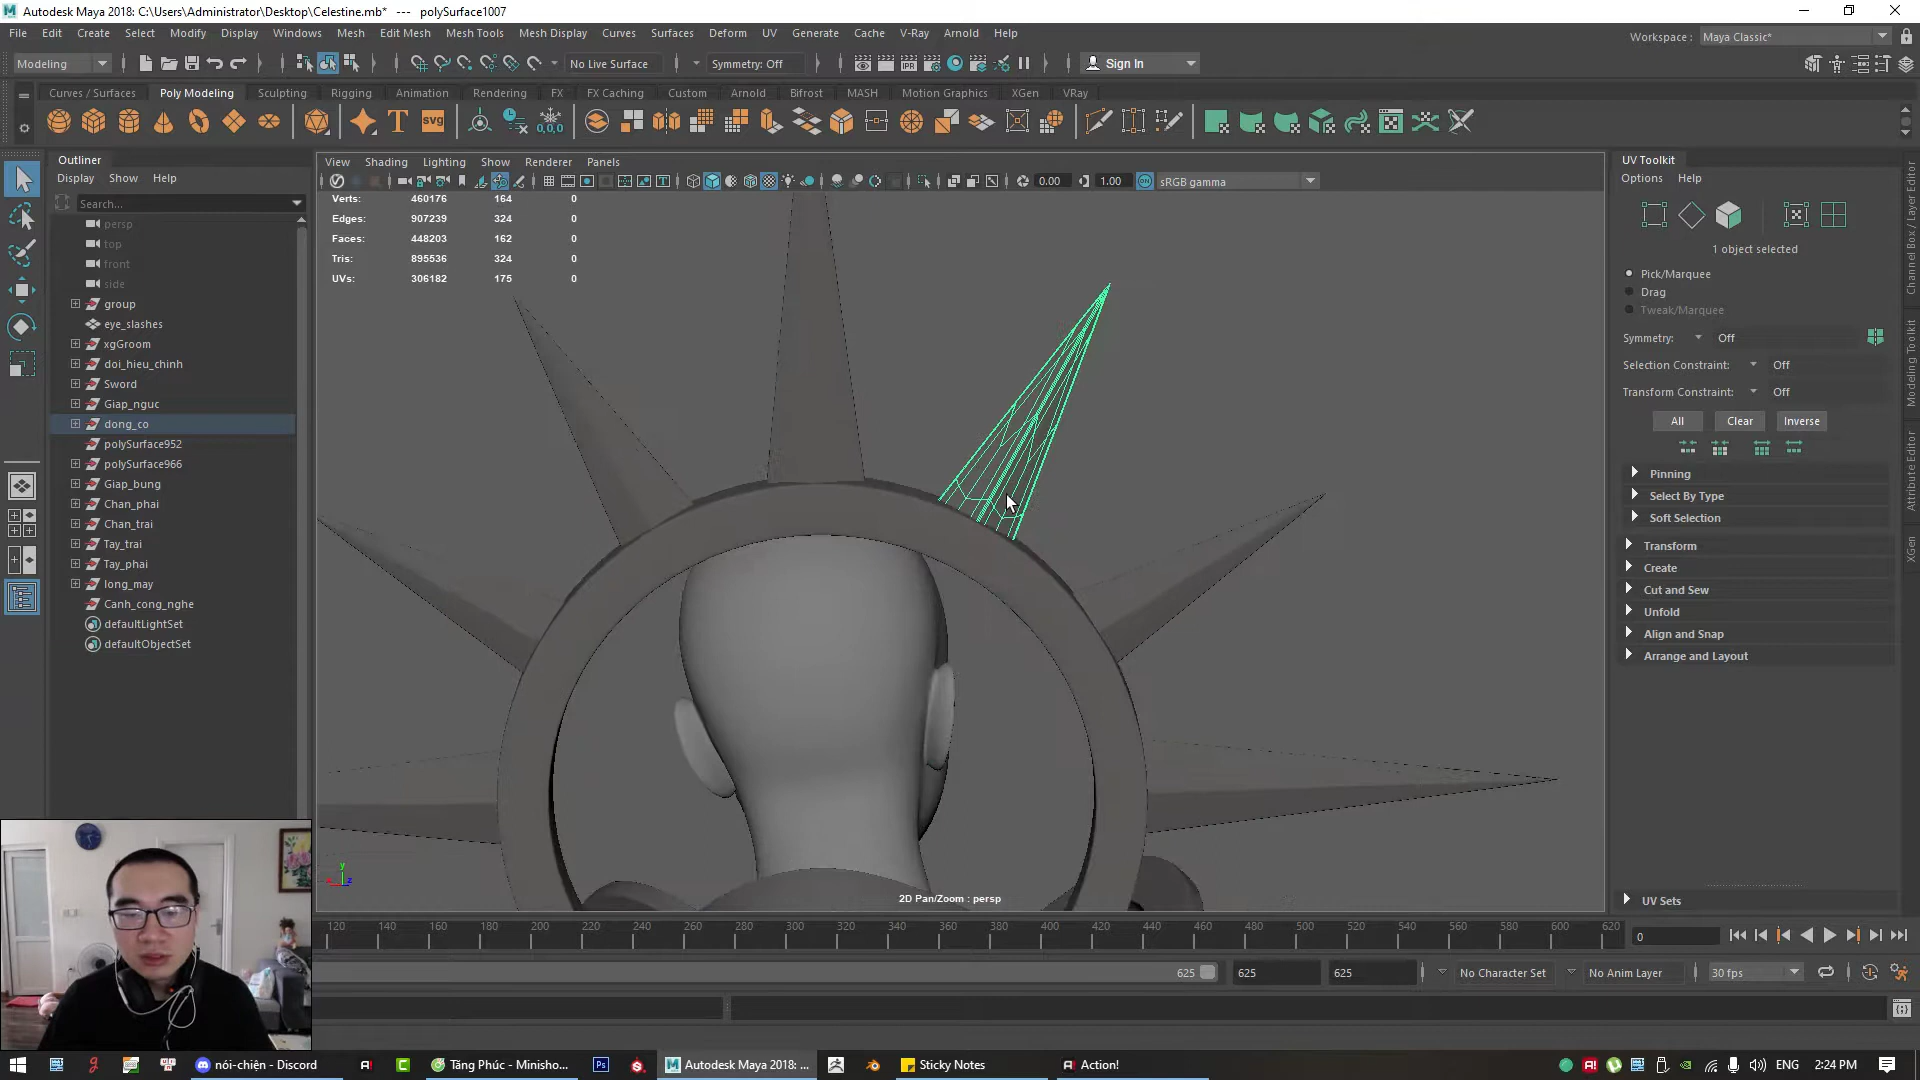 Autodesk Maya 2018: C:\Users\Administrator\Desktop\Celestine.mb* --- polySurface1007
File Edit Create Select Modify Display Windows Mesh Edit Mesh Mesh Tools Mesh Display Curves Surfaces Deform UV Generate Cache V-Ray Arnold Help
Workspace : Maya Classic*
Modeling No Live Surface Symmetry: Off Sign In
Curves / Surfaces Poly Modeling Sculpting Rigging Animation Rendering FX FX Caching Custom Arnold Bifrost MASH Motion Graphics XGen VRay
T svg 0,0,0
Outliner
Display Show Help
Search...
persp
top
front
side
group
eye_slashes
xgGroom
doi_hieu_chinh
Sword
Giap_nguc
dong_co
polySurface952
polySurface966
Giap_bung
Chan_phai
Chan_trai
Tay_trai
Tay_phai
long_may
Canh_cong_nghe
defaultLightSet
defaultObjectSet
View Shading Lighting Show Renderer Panels
0.00 1.00 sRGB gamma
Verts: 460176 164 0
Edges: 907239 324 0
Faces: 448203 162 0
Tris: 895536 324 0
UVs: 306182 175 0
2D Pan/Zoom : persp
UV Toolkit
Options Help
1 object selected
Pick/Marquee
Drag
Tweak/Marquee
Symmetry: Off
Selection Constraint: Off
Transform Constraint: Off
All Clear Inverse
Pinning
Select By Type
Soft Selection
Transform
Create
Cut and Sew
Unfold
Align and Snap
Arrange and Layout
UV Sets
Channel Box / Layer Editor
Modeling Toolkit
Attribute Editor
XGen
120 140 160 180 200 220 240 260 280 300 320 340 360 380 400 420 440 460 480 500 520 540 560 580 600 620
0
625 625 625 No Character Set No Anim Layer 30 fps
nói-chiện - Discord Tăng Phúc - Minisho... Ps Autodesk Maya 2018: ... Sticky Notes Action! ENG 2:24 PM